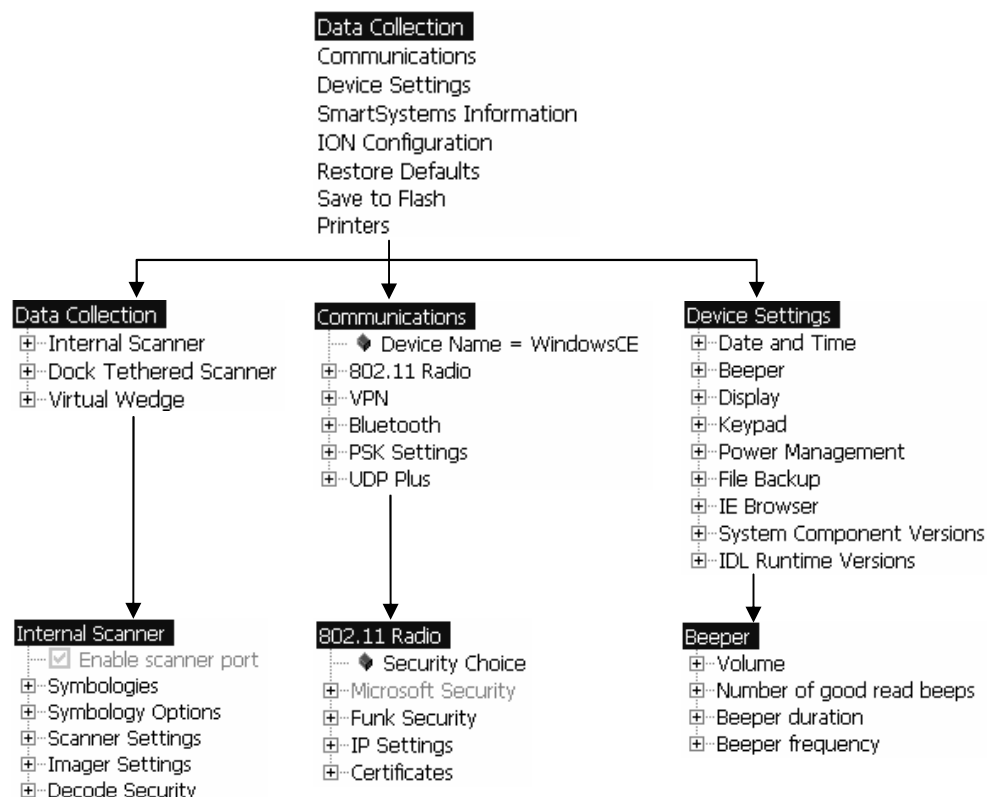 Data Collection
Communications
Device Settings
SmartSystems Information
ION Configuration
Restore Defaults
Save to Flash
Printers
Data Collection
Internal Scanner
Dock Tethered Scanner
Virtual Wedge
Communications
Device Name = WindowsCE
802.11 Radio
VPN
Bluetooth
PSK Settings
UDP Plus
Device Settings
Date and Time
Beeper
Display
Keypad
Power Management
File Backup
IE Browser
System Component Versions
IDL Runtime Versions
Internal Scanner
Enable scanner port
Symbologies
Symbology Options
Scanner Settings
Imager Settings
Decode Security
802.11 Radio
Security Choice
Microsoft Security
Funk Security
IP Settings
Certificates
Beeper
Volume
Number of good read beeps
Beeper duration
Beeper frequency